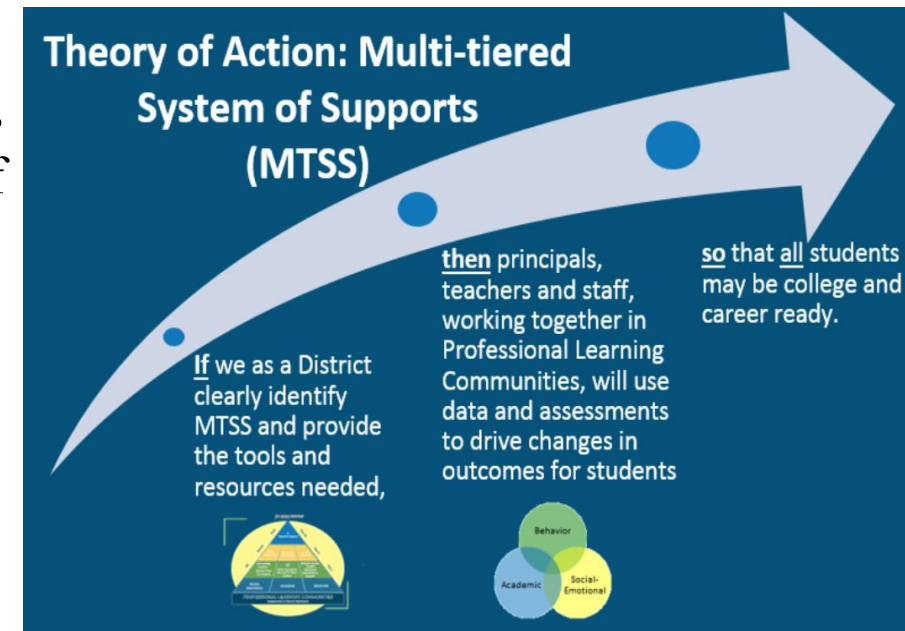 Theory of Action: Multi-tiered
System of Supports
(MTSS)
If we as a District
clearly identify
MTSS and provide
the tools and
resources needed,
then principals,
teachers and staff,
working together in
Professional Learning
Communities, will use
data and assessments
to drive changes in
outcomes for students
so that all students
may be college and
career ready.
PROFESSIONAL LEARNING COMMUNITIES
Behavior
Academic
Social-
Emotional